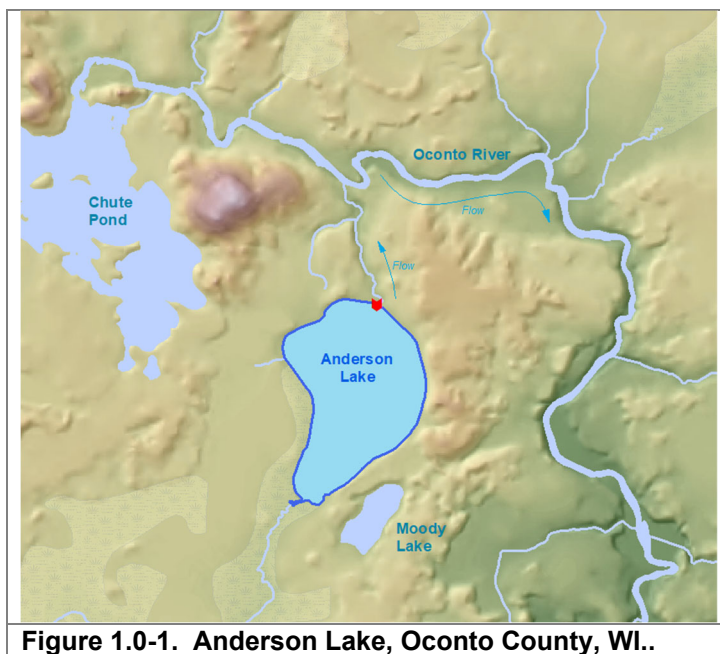 Oconto River
Chute
Pond
Flow
Flow
Anderson
Lake
Moody
Lake
Figure 1.0-1. Anderson Lake, Oconto County, WI..